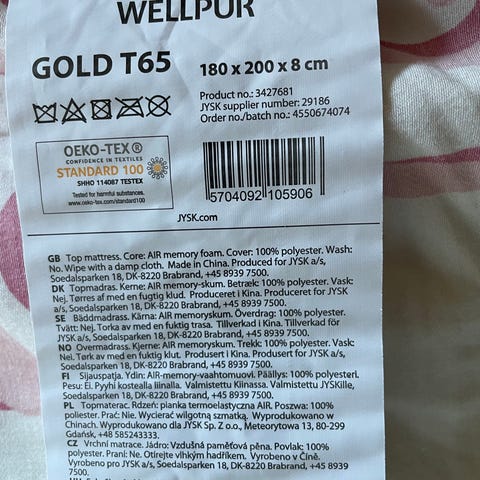 WELLPUR
GOLD T65
180 x 200 x 8 cm
Product no.: 3427681
JYSK supplier number: 29186
Order no./batch no.: 4550674074
OEKO-TEX®
CONFIDENCE IN TEXTILES
STANDARD 100
SHHO 114087 TESTEX
Tested for harmful substances.
www.oeko-tex.com/standard100
5704092 105906
JYSK.com
GB Top mattress. Core: AIR memory foam. Cover: 100% polyester. Wash:
No. Wipe with a damp cloth. Made in China. Produced for JYSK a/s,
Soedalsparken 18, DK-8220 Brabrand, +45 8939 7500.
DK Topmadras. Kerne: AIR memory-skum. Betræk: 100% polyester. Vask:
Nej. Tørres af med en fugtig klud. Produceret i Kina. Produceret for JYSK
a/s, Soedalsparken 18, DK-8220 Brabrand, +45 8939 7500.
SE Bäddmadrass. Kärna: AIR memoryskum. Överdrag: 100% polyester.
Tvätt: Nej. Torka av med en fuktig trasa. Tillverkad i Kina. Tillverkad för
JYSK a/s, Soedalsparken 18, DK-8220 Brabrand, +45 8939 7500.
NO Overmadrass. Kjerne: AIR memoryskum. Trekk: 100% polyester. Vask:
Nei. Tørk av med en fuktig klut. Produsert i Kina. Produsert for JYSK a/s,
Soedalsparken 18, DK-8220 Brabrand, +45 8939 7500.
FI Sijauspatja. Ydin: AIR-memory-vaahtomuovi. Päällys: 100% polyesteri.
Pesu: Ei. Pyyhi kostealla liinalla. Valmistettu Kiinassa. Valmistettu JYSKille,
Soedalsparken 18, DK-8220 Brabrand, +45 8939 7500.
PL Topmaterac. Rdzeń: pianka termoelastyczna AIR. Poszwa: 100%
poliester. Prać: Nie. Wycierać wilgotną szmatką. Wyprodukowano w
Chinach. Wyprodukowano dla JYSK Sp. Z o.o., Meteorytowa 13, 80-299
Gdańsk, +48 585243333.
CZ Vrchní matrace. Jádro: Vzdušná paměťová pěna. Povlak: 100%
polyester. Praní: Ne. Otírejte vlhkým hadříkem. Vyrobeno v Číně.
Vyrobeno pro JYSK a/s, Soedalsparken 18, DK-8220 Brabrand, +45 8939
7500.